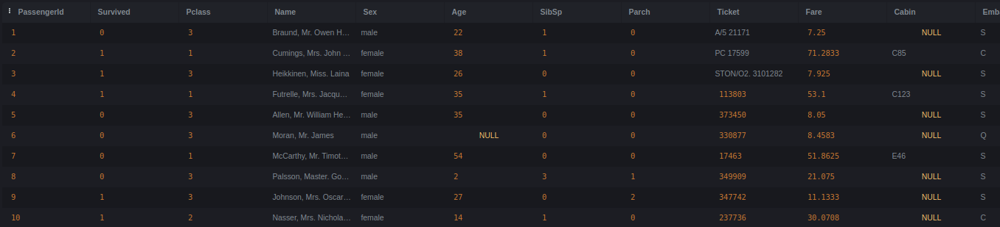 PassengerId Survived Pclass Name Sex Age SibSp Parch Ticket Fare Cabin Emb
1 0 3 Braund, Mr. Owen H... male 22 1 0 A/5 21171 7.25 NULL S
2 1 1 Cumings, Mrs. John ... female 38 1 0 PC 17599 71.2833 C85 C
3 1 3 Heikkinen, Miss. Laina female 26 0 0 STON/O2. 3101282 7.925 NULL S
4 1 1 Futrelle, Mrs. Jacqu... female 35 1 0 113803 53.1 C123 S
5 0 3 Allen, Mr. William He... male 35 0 0 373450 8.05 NULL S
6 0 3 Moran, Mr. James male NULL 0 0 330877 8.4583 NULL Q
7 0 1 McCarthy, Mr. Timot... male 54 0 0 17463 51.8625 E46 S
8 0 3 Palsson, Master. Go... male 2 3 1 349909 21.075 NULL S
9 1 3 Johnson, Mrs. Oscar... female 27 0 2 347742 11.1333 NULL S
10 1 2 Nasser, Mrs. Nichola... female 14 1 0 237736 30.0708 NULL C